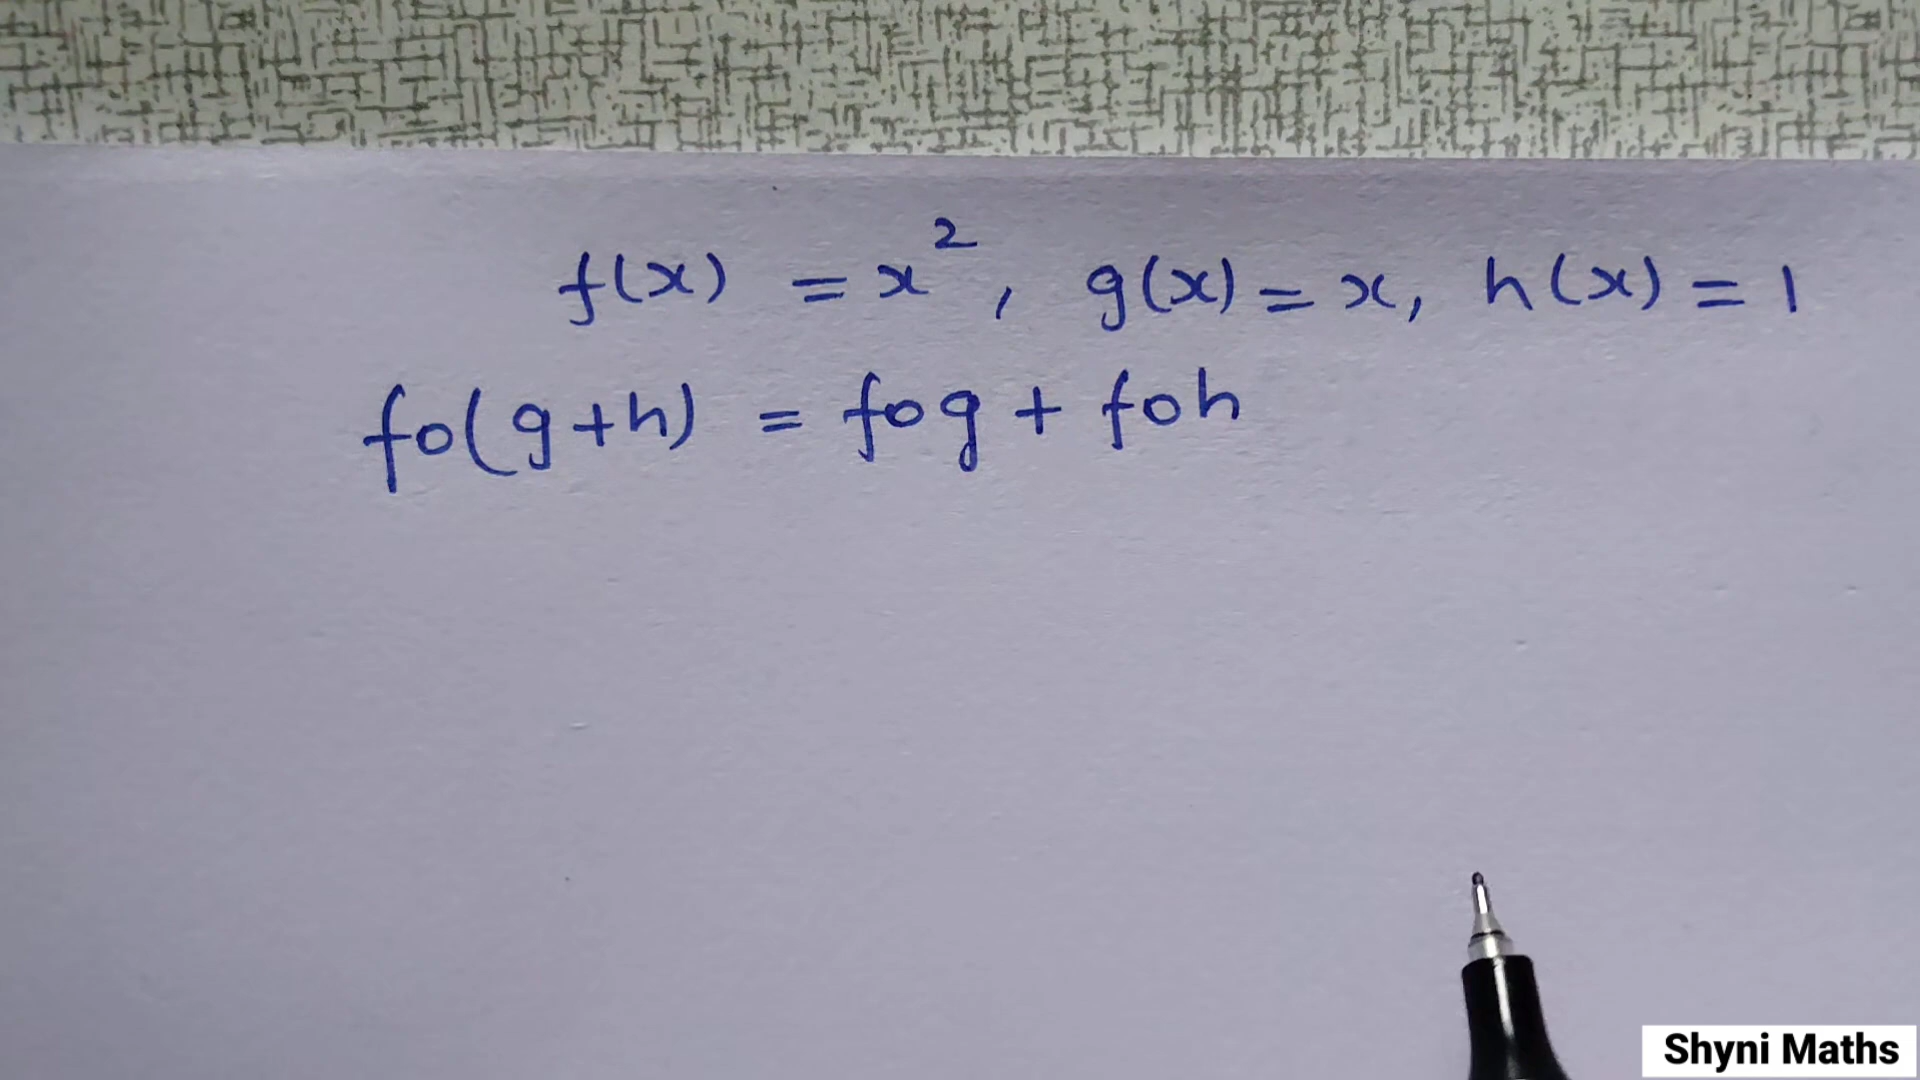 f(x) = x², g(x) = x, h(x) = 1
fo(g+h) = fog + foh
Shyni Maths